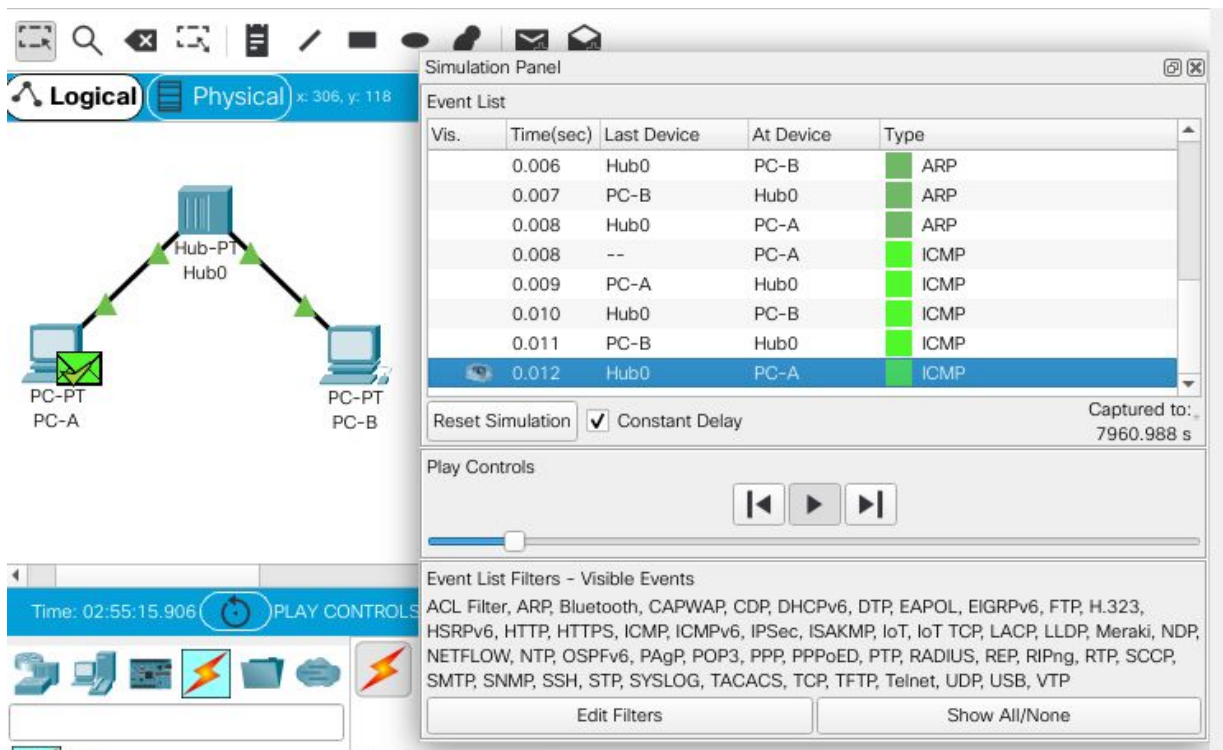 Simulation Panel
Logical
Physical x: 306, y: 118
Event List
Vis. Time(sec) Last Device At Device Type
0.006 Hub0 PC-B ARP
0.007 PC-B Hub0 ARP
0.008 Hub0 PC-A ARP
0.008 -- PC-A ICMP
0.009 PC-A Hub0 ICMP
0.010 Hub0 PC-B ICMP
0.011 PC-B Hub0 ICMP
0.012 Hub0 PC-A ICMP
Hub-PT
Hub0
PC-PT
PC-A
PC-PT
PC-B
Reset Simulation Constant Delay
Captured to:
7960.988 s
Play Controls
Event List Filters - Visible Events
ACL Filter, ARP, Bluetooth, CAPWAP, CDP, DHCPv6, DTP, EAPOL, EIGRPv6, FTP, H.323,
HSRPv6, HTTP, HTTPS, ICMP, ICMPv6, IPSec, ISAKMP, IoT, IoT TCP, LACP, LLDP, Meraki, NDP,
NETFLOW, NTP, OSPFv6, PAgP, POP3, PPP, PPPoED, PTP, RADIUS, REP, RIPng, RTP, SCCP,
SMTP, SNMP, SSH, STP, SYSLOG, TACACS, TCP, TFTP, Telnet, UDP, USB, VTP
Edit Filters
Show All/None
Time: 02:55:15.906
PLAY CONTROLS